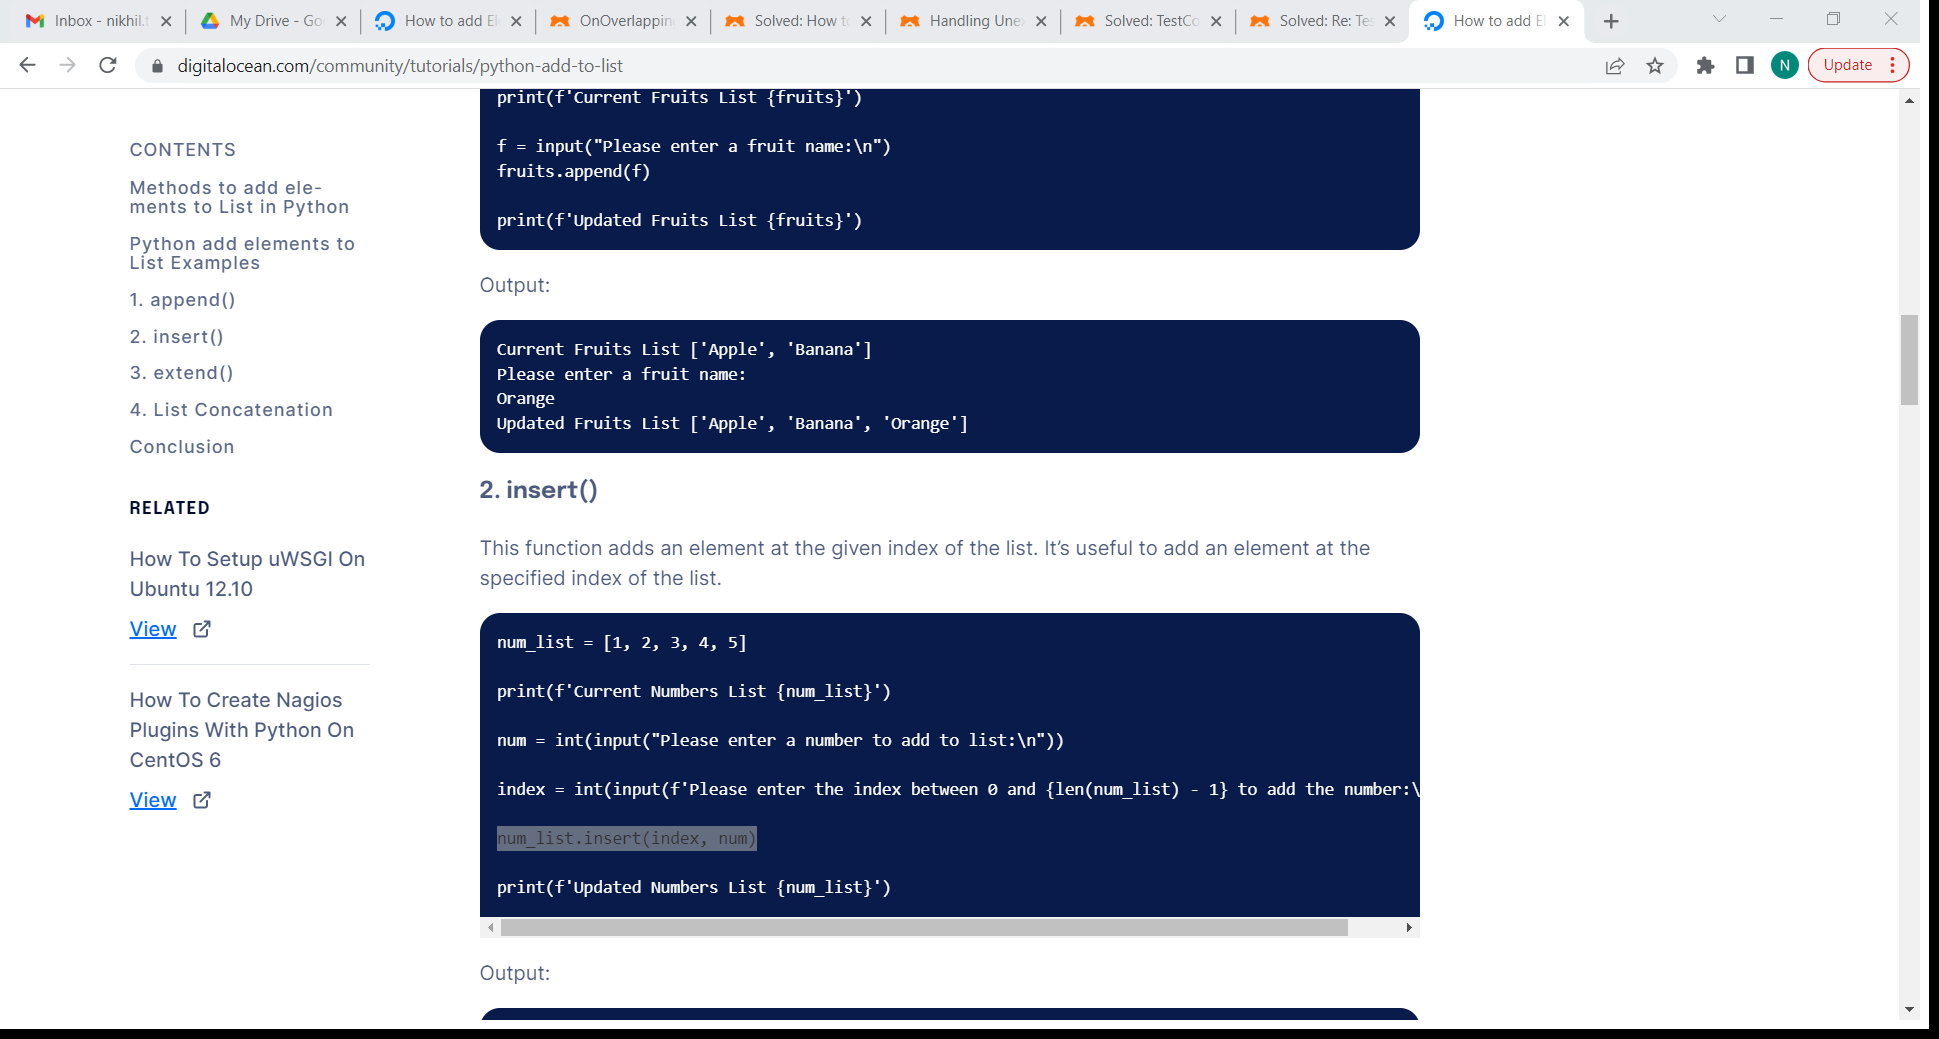 Inbox - nikhil.t
My Drive - Goo
How to add El
OnOverlapping
Solved: How to
Handling Unex
Solved: TestCo
Solved: Re: Tes
How to add El
digitalocean.com/community/tutorials/python-add-to-list
N
Update
CONTENTS
Methods to add ele-
ments to List in Python
Python add elements to
List Examples
1. append()
2. insert()
3. extend()
4. List Concatenation
Conclusion
RELATED
How To Setup uWSGI On
Ubuntu 12.10
View
How To Create Nagios
Plugins With Python On
CentOS 6
View
print(f'Current Fruits List {fruits}')
f = input("Please enter a fruit name:\n")
fruits.append(f)
print(f'Updated Fruits List {fruits}')
Output:
Current Fruits List ['Apple', 'Banana']
Please enter a fruit name:
Orange
Updated Fruits List ['Apple', 'Banana', 'Orange']
2. insert()
This function adds an element at the given index of the list. It’s useful to add an element at the
specified index of the list.
num_list = [1, 2, 3, 4, 5]
print(f'Current Numbers List {num_list}')
num = int(input("Please enter a number to add to list:\n"))
index = int(input(f'Please enter the index between 0 and {len(num_list) - 1} to add the number:\
num_list.insert(index, num)
print(f'Updated Numbers List {num_list}')
Output: